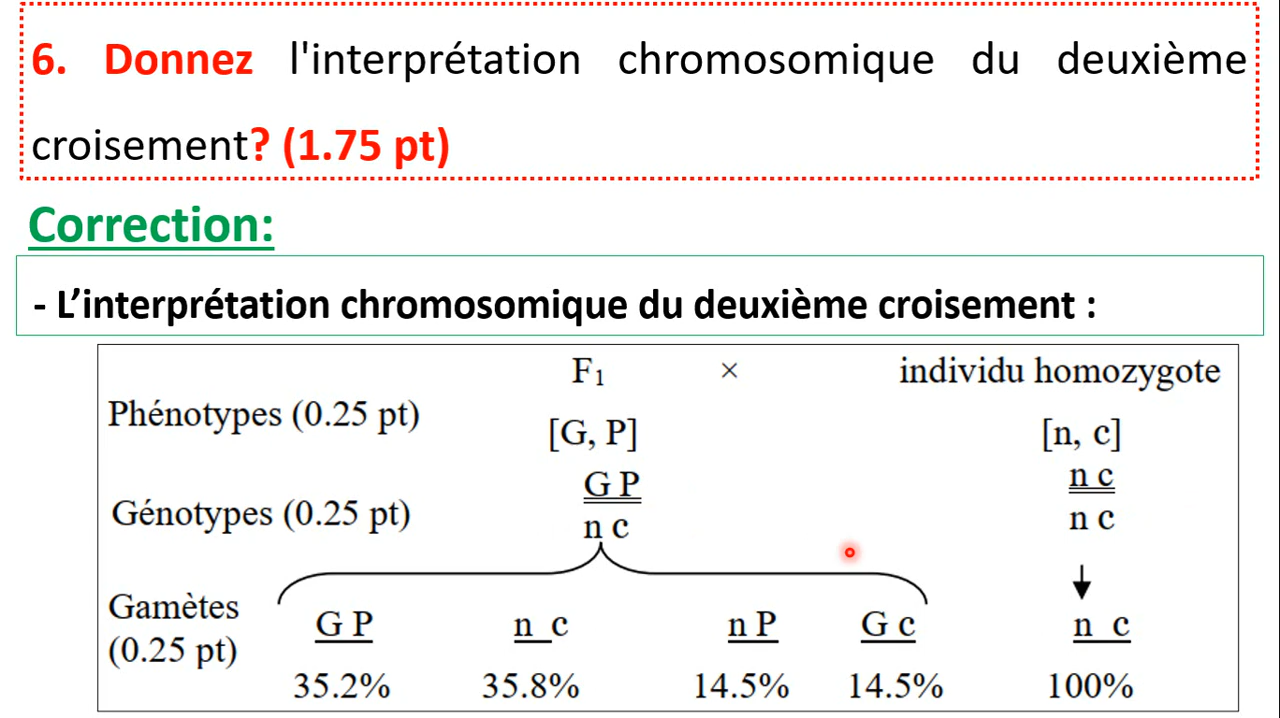 6. Donnez l'interprétation chromosomique du deuxième
croisement? (1.75 pt)
Correction:
- L’interprétation chromosomique du deuxième croisement :
F₁ × individu homozygote
Phénotypes (0.25 pt)
[G, P] [n, c]
G P n c
Génotypes (0.25 pt)
n c n c
Gamètes
(0.25 pt)
G P n c n P G c n c
35.2% 35.8% 14.5% 14.5% 100%